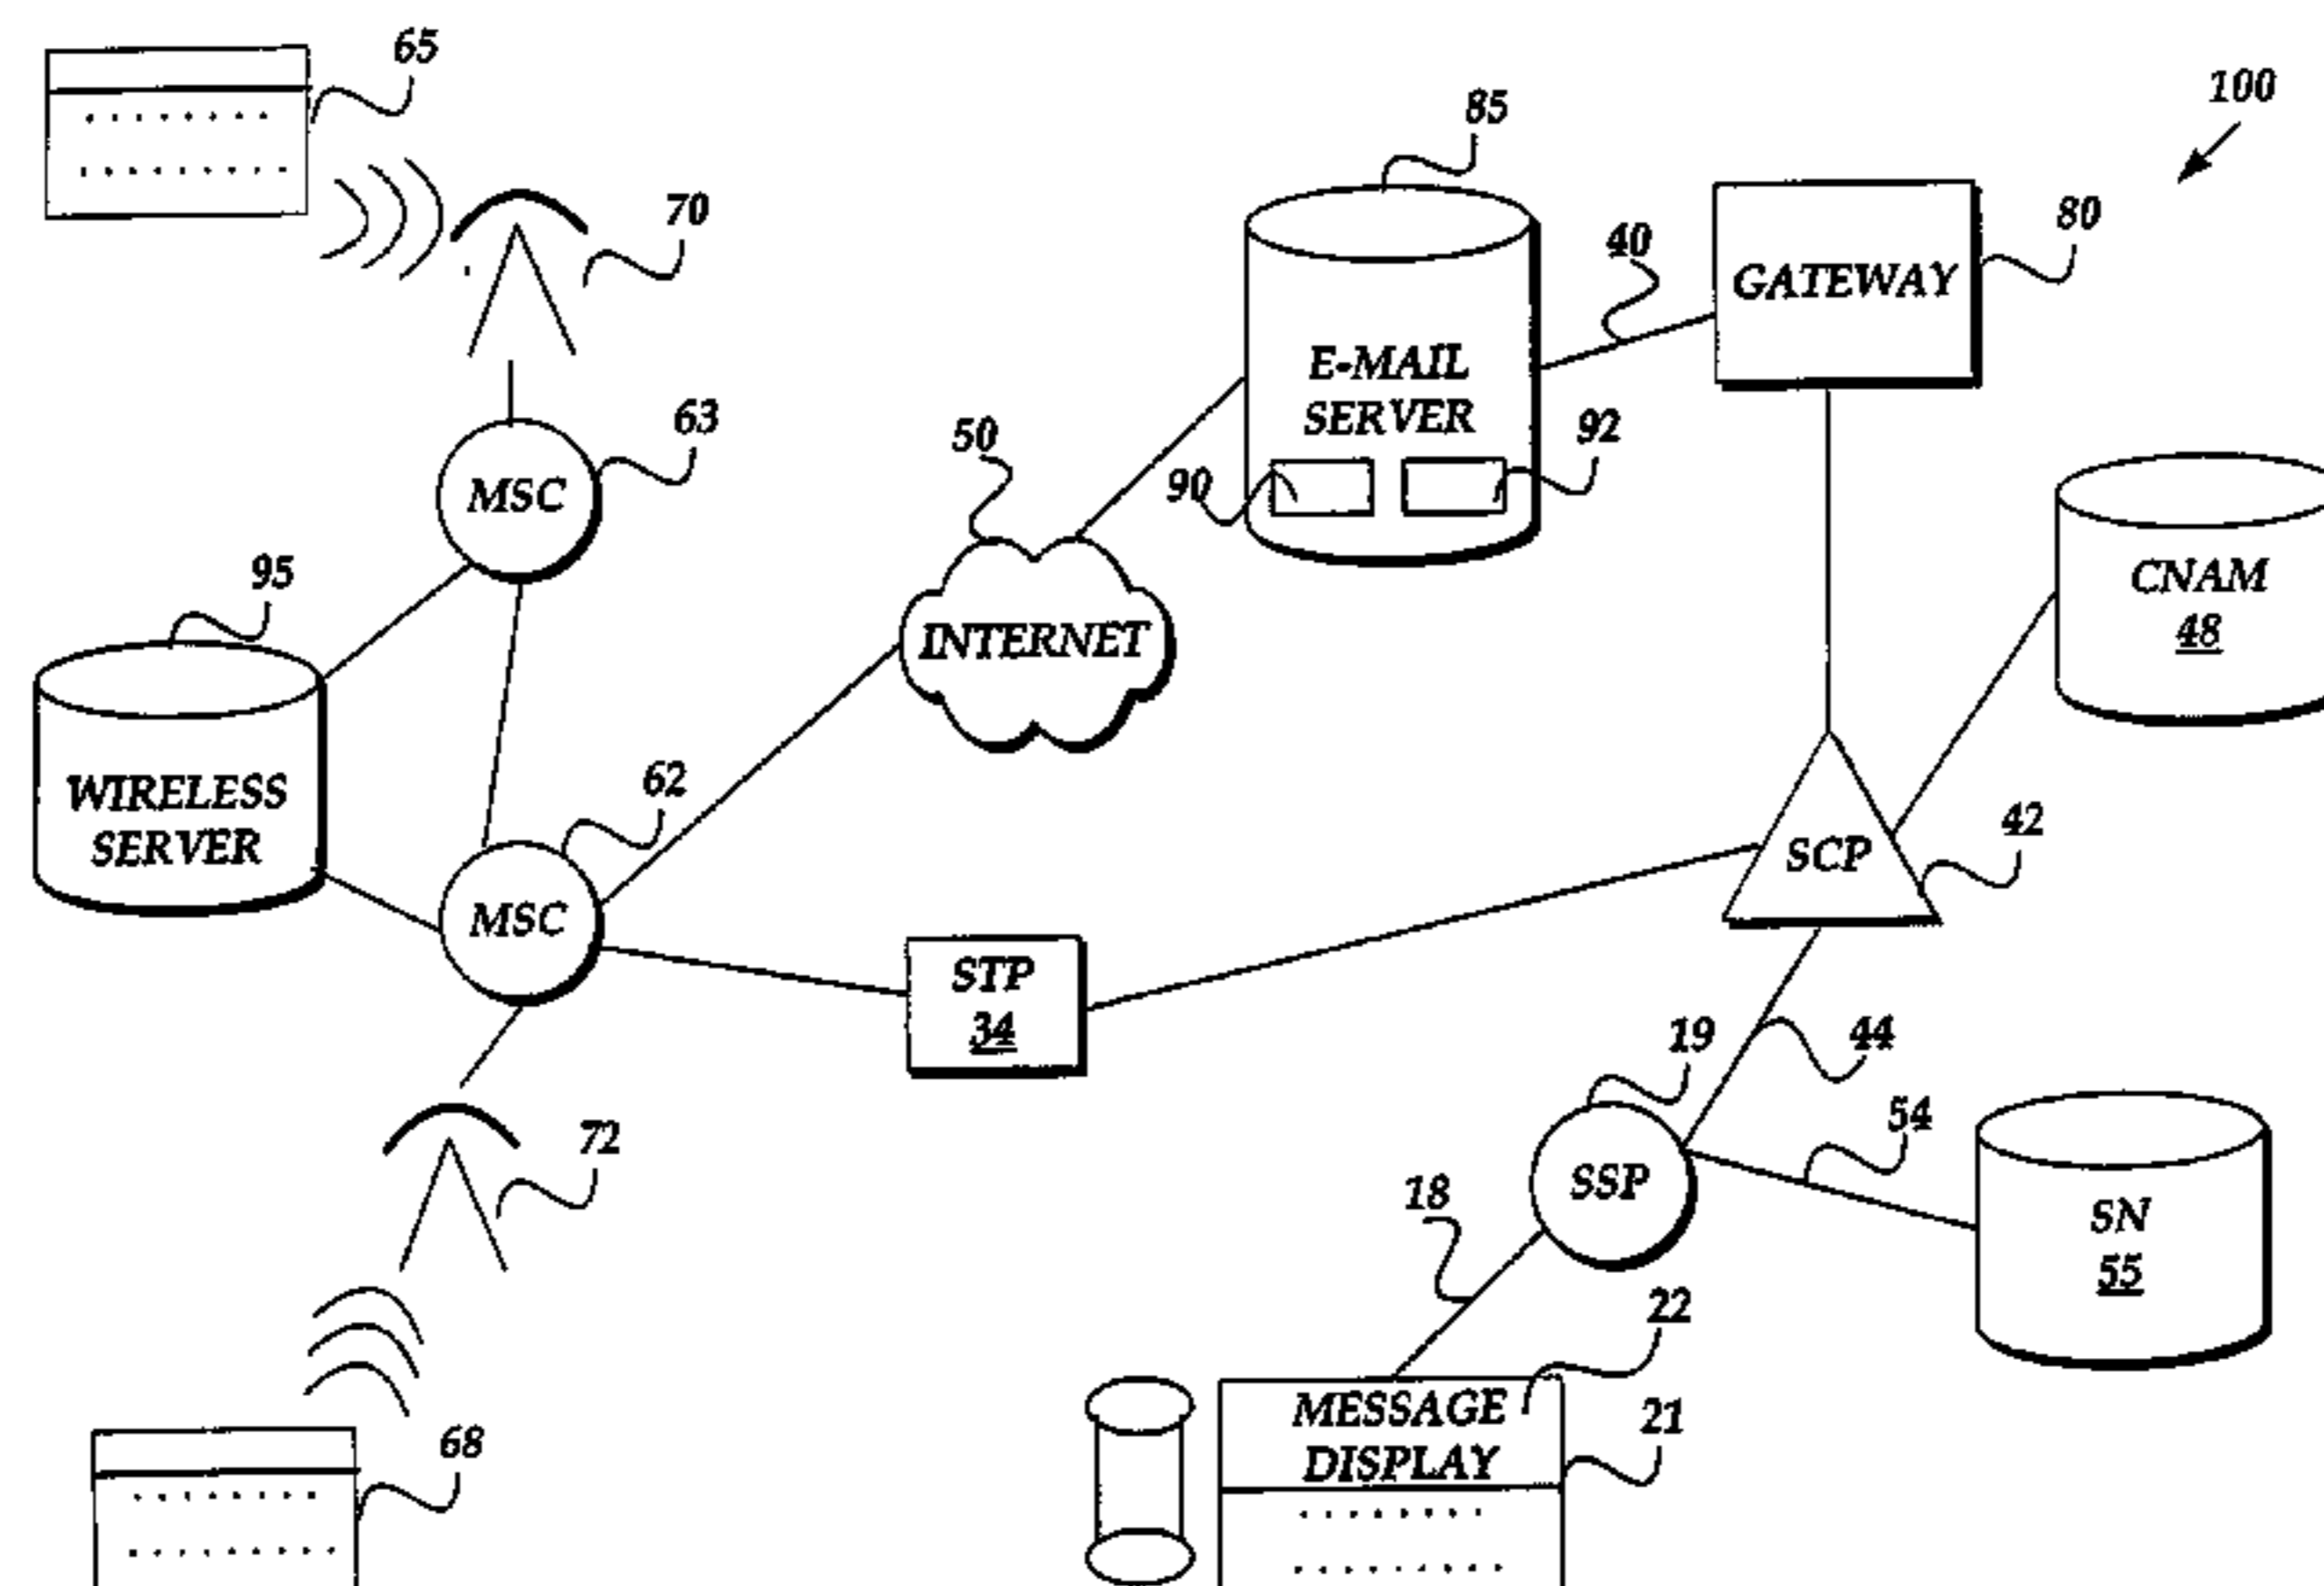 65
85
100
70
40
80
GATEWAY
E-MAIL
SERVER
63
50
92
90
MSC
95
CNAM
48
INTERNET
62
WIRELESS
SERVER
42
SCP
MSC
STP
34
19
44
54
72
18
SSP
SN
55
22
MESSAGE
DISPLAY
21
68